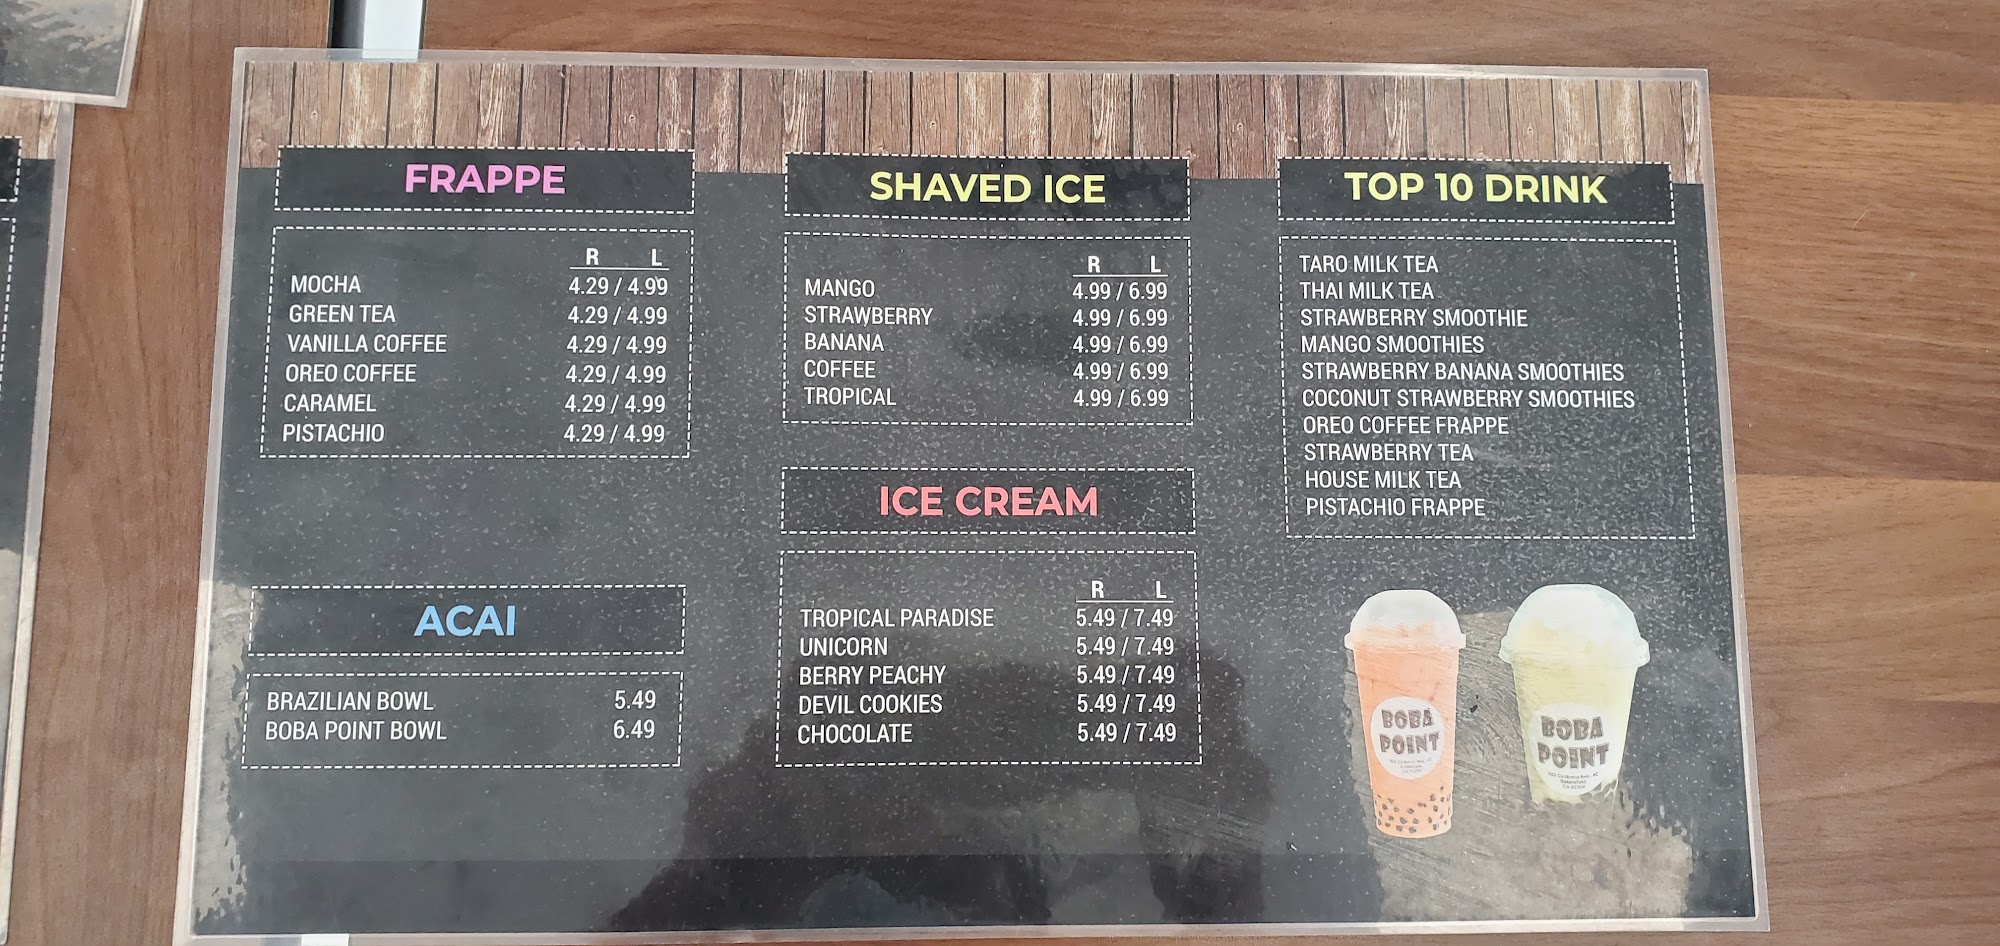 FRAPPE
R L
MOCHA 4.29 / 4.99
GREEN TEA 4.29 / 4.99
VANILLA COFFEE 4.29 / 4.99
OREO COFFEE 4.29 / 4.99
CARAMEL 4.29 / 4.99
PISTACHIO 4.29 / 4.99
ACAI
BRAZILIAN BOWL 5.49
BOBA POINT BOWL 6.49
SHAVED ICE
R L
MANGO 4.99 / 6.99
STRAWBERRY 4.99 / 6.99
BANANA 4.99 / 6.99
COFFEE 4.99 / 6.99
TROPICAL 4.99 / 6.99
ICE CREAM
R L
TROPICAL PARADISE 5.49 / 7.49
UNICORN 5.49 / 7.49
BERRY PEACHY 5.49 / 7.49
DEVIL COOKIES 5.49 / 7.49
CHOCOLATE 5.49 / 7.49
TOP 10 DRINK
TARO MILK TEA
THAI MILK TEA
STRAWBERRY SMOOTHIE
MANGO SMOOTHIES
STRAWBERRY BANANA SMOOTHIES
COCONUT STRAWBERRY SMOOTHIES
OREO COFFEE FRAPPE
STRAWBERRY TEA
HOUSE MILK TEA
PISTACHIO FRAPPE
BOBA
POINT
BOBA
POINT